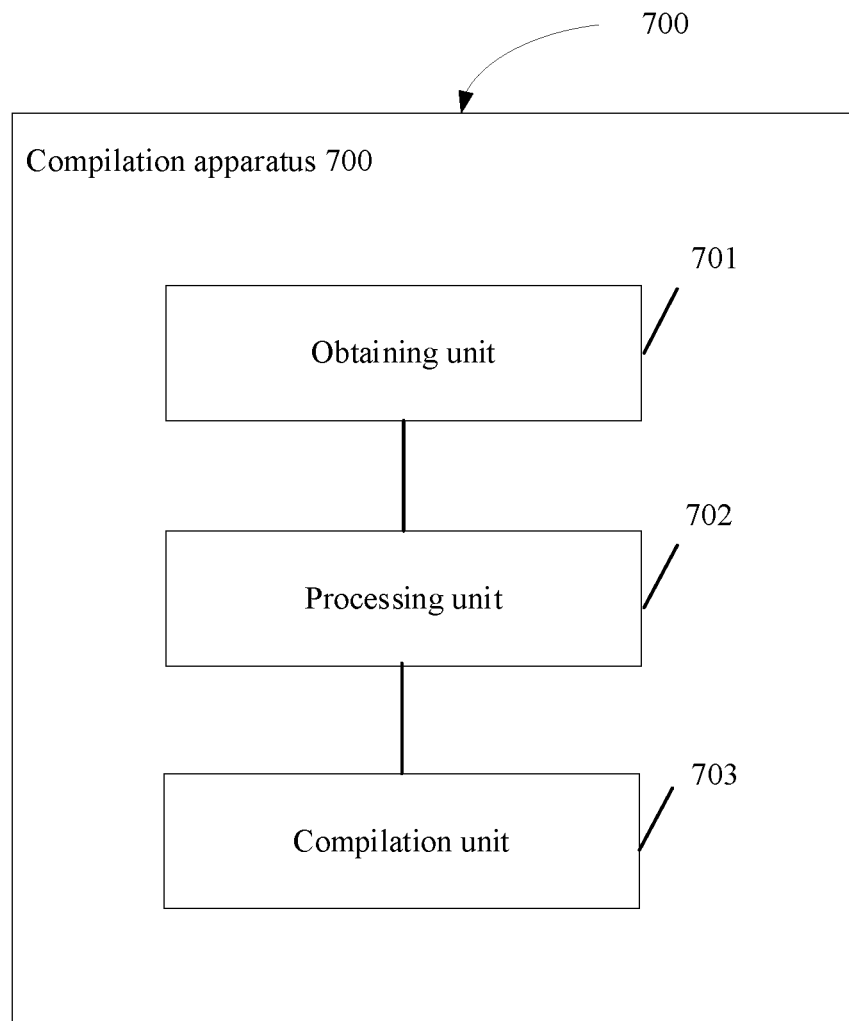 700
Compilation apparatus 700
701
Obtaining unit
702
Processing unit
703
Compilation unit